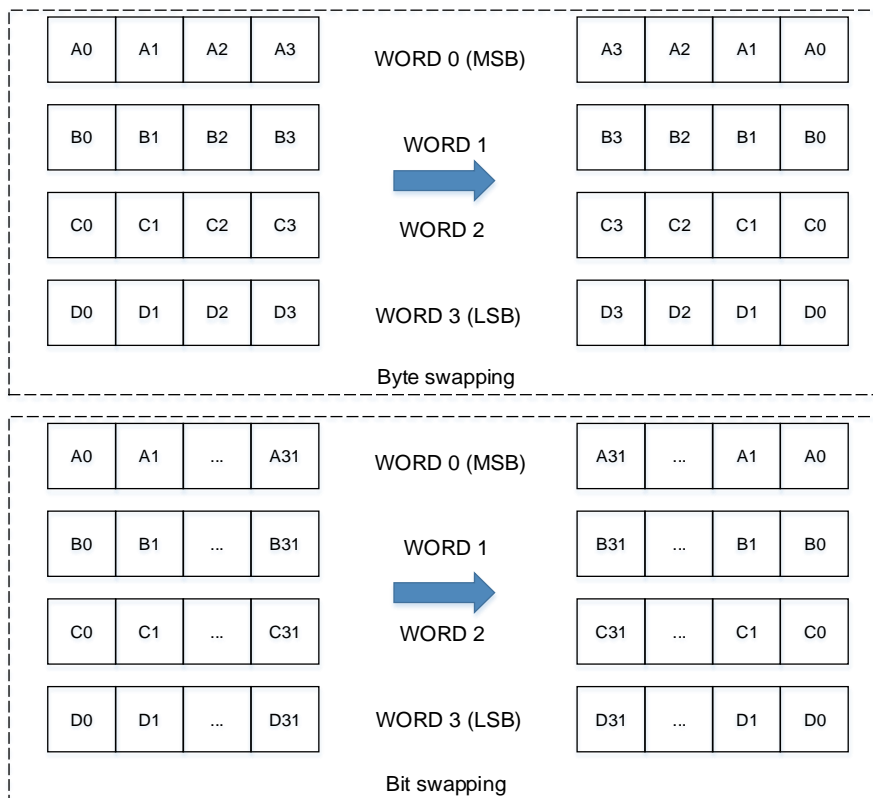 A0 A1 A2 A3 WORD 0 (MSB) A3 A2 A1 A0
B0 B1 B2 B3 WORD 1 B3 B2 B1 B0
C0 C1 C2 C3 WORD 2 C3 C2 C1 C0
D0 D1 D2 D3 WORD 3 (LSB) D3 D2 D1 D0
Byte swapping
A0 A1 ... A31 WORD 0 (MSB) A31 ... A1 A0
B0 B1 ... B31 WORD 1 B31 ... B1 B0
C0 C1 ... C31 WORD 2 C31 ... C1 C0
D0 D1 ... D31 WORD 3 (LSB) D31 ... D1 D0
Bit swapping